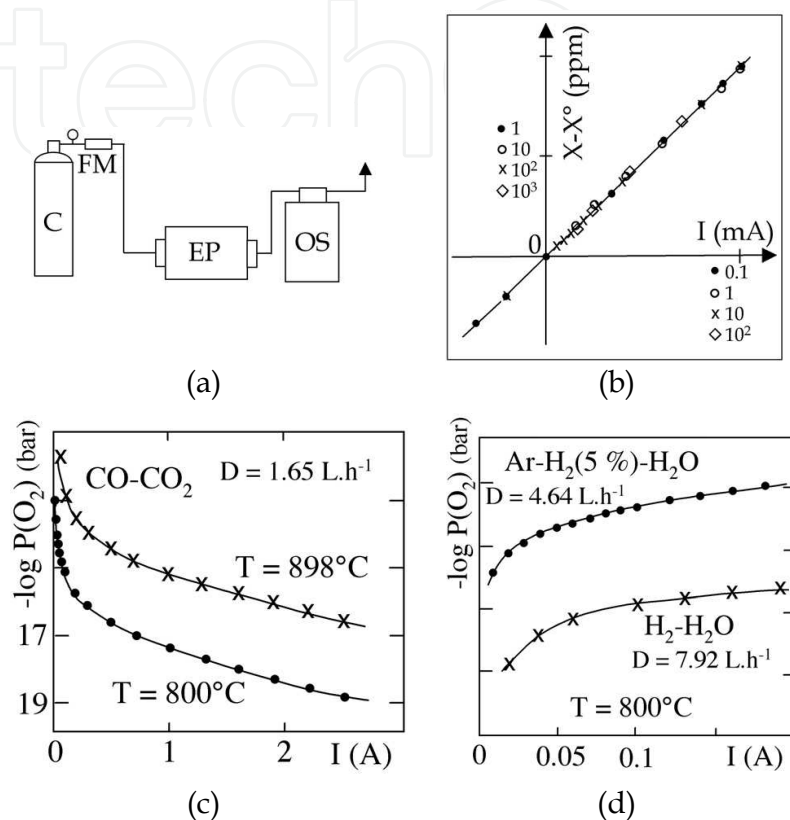 tech
FM
C
EP
OS
(a)
X-X° (ppm)
• 1
o 10
x 10²
◇ 10³
0
I (mA)
• 0.1
o 1
x 10
◇ 10²
(b)
-log P(O₂) (bar)
CO-CO₂
D = 1.65 L.h⁻¹
T = 898°C
17
T = 800°C
19
0
1
2
I (A)
(c)
-log P(O₂) (bar)
Ar-H₂(5 %)-H₂O
D = 4.64 L.h⁻¹
H₂-H₂O
D = 7.92 L.h⁻¹
T = 800°C
0
0.05
0.1
I (A)
(d)